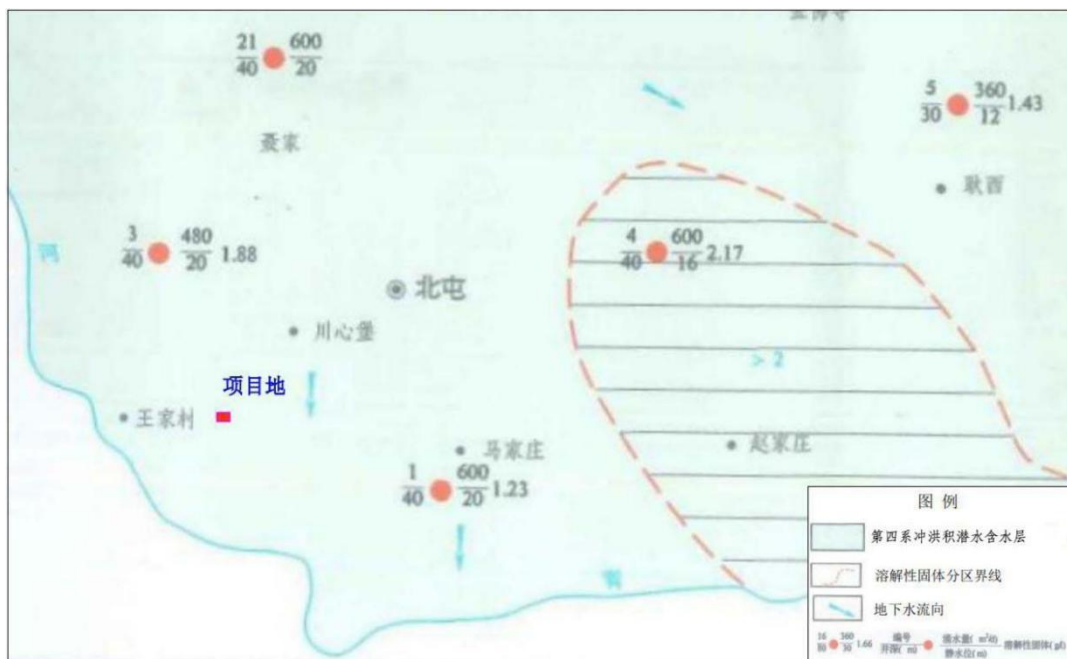 21 600
40 20
5 360 1.43
30 12
聂家
耿西
河
3 480 1.88
40 20
4 600 2.17
40 16
北屯
川心堡
> 2
项目地
王家村
马家庄
赵家庄
1 600 1.23
40 20
图 例
第四系冲洪积潜水含水层
溶解性固体分区界线
地下水流向
16 360 1.66 编号 涌水量( m³/d) 溶解性固体( g/l)
80 30 井深( m) 静水位( m)